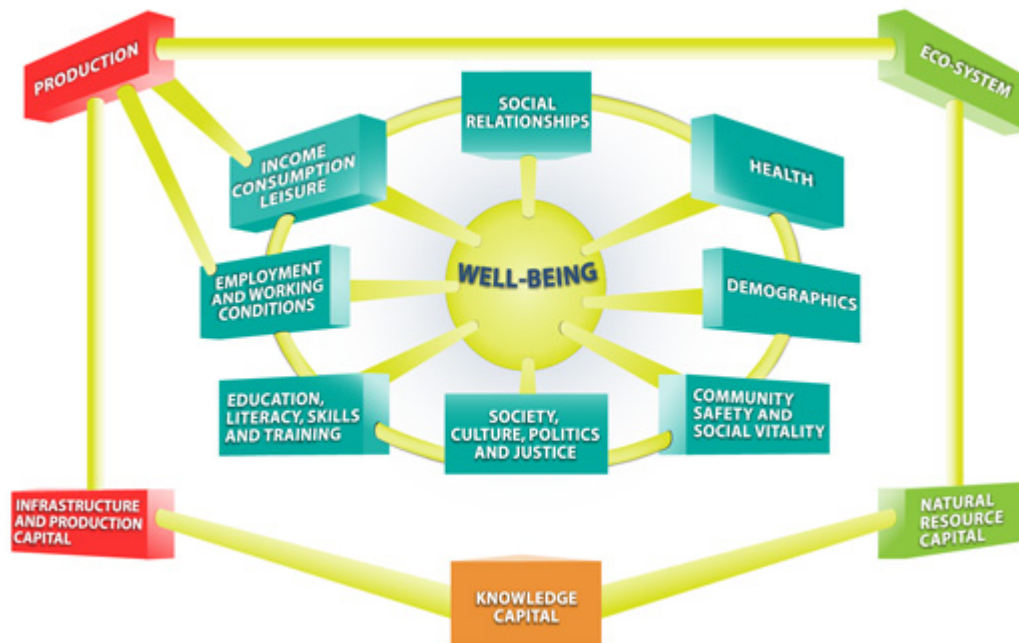 PRODUCTION
ECO-SYSTEM
SOCIAL
RELATIONSHIPS
INCOME
CONSUMPTION
LEISURE
HEALTH
WELL-BEING
EMPLOYMENT
AND WORKING
CONDITIONS
DEMOGRAPHICS
EDUCATION,
LITERACY, SKILLS
AND TRAINING
SOCIETY,
CULTURE, POLITICS
AND JUSTICE
COMMUNITY
SAFETY AND
SOCIAL VITALITY
INFRASTRUCTURE
AND PRODUCTION
CAPITAL
NATURAL
RESOURCE
CAPITAL
KNOWLEDGE
CAPITAL